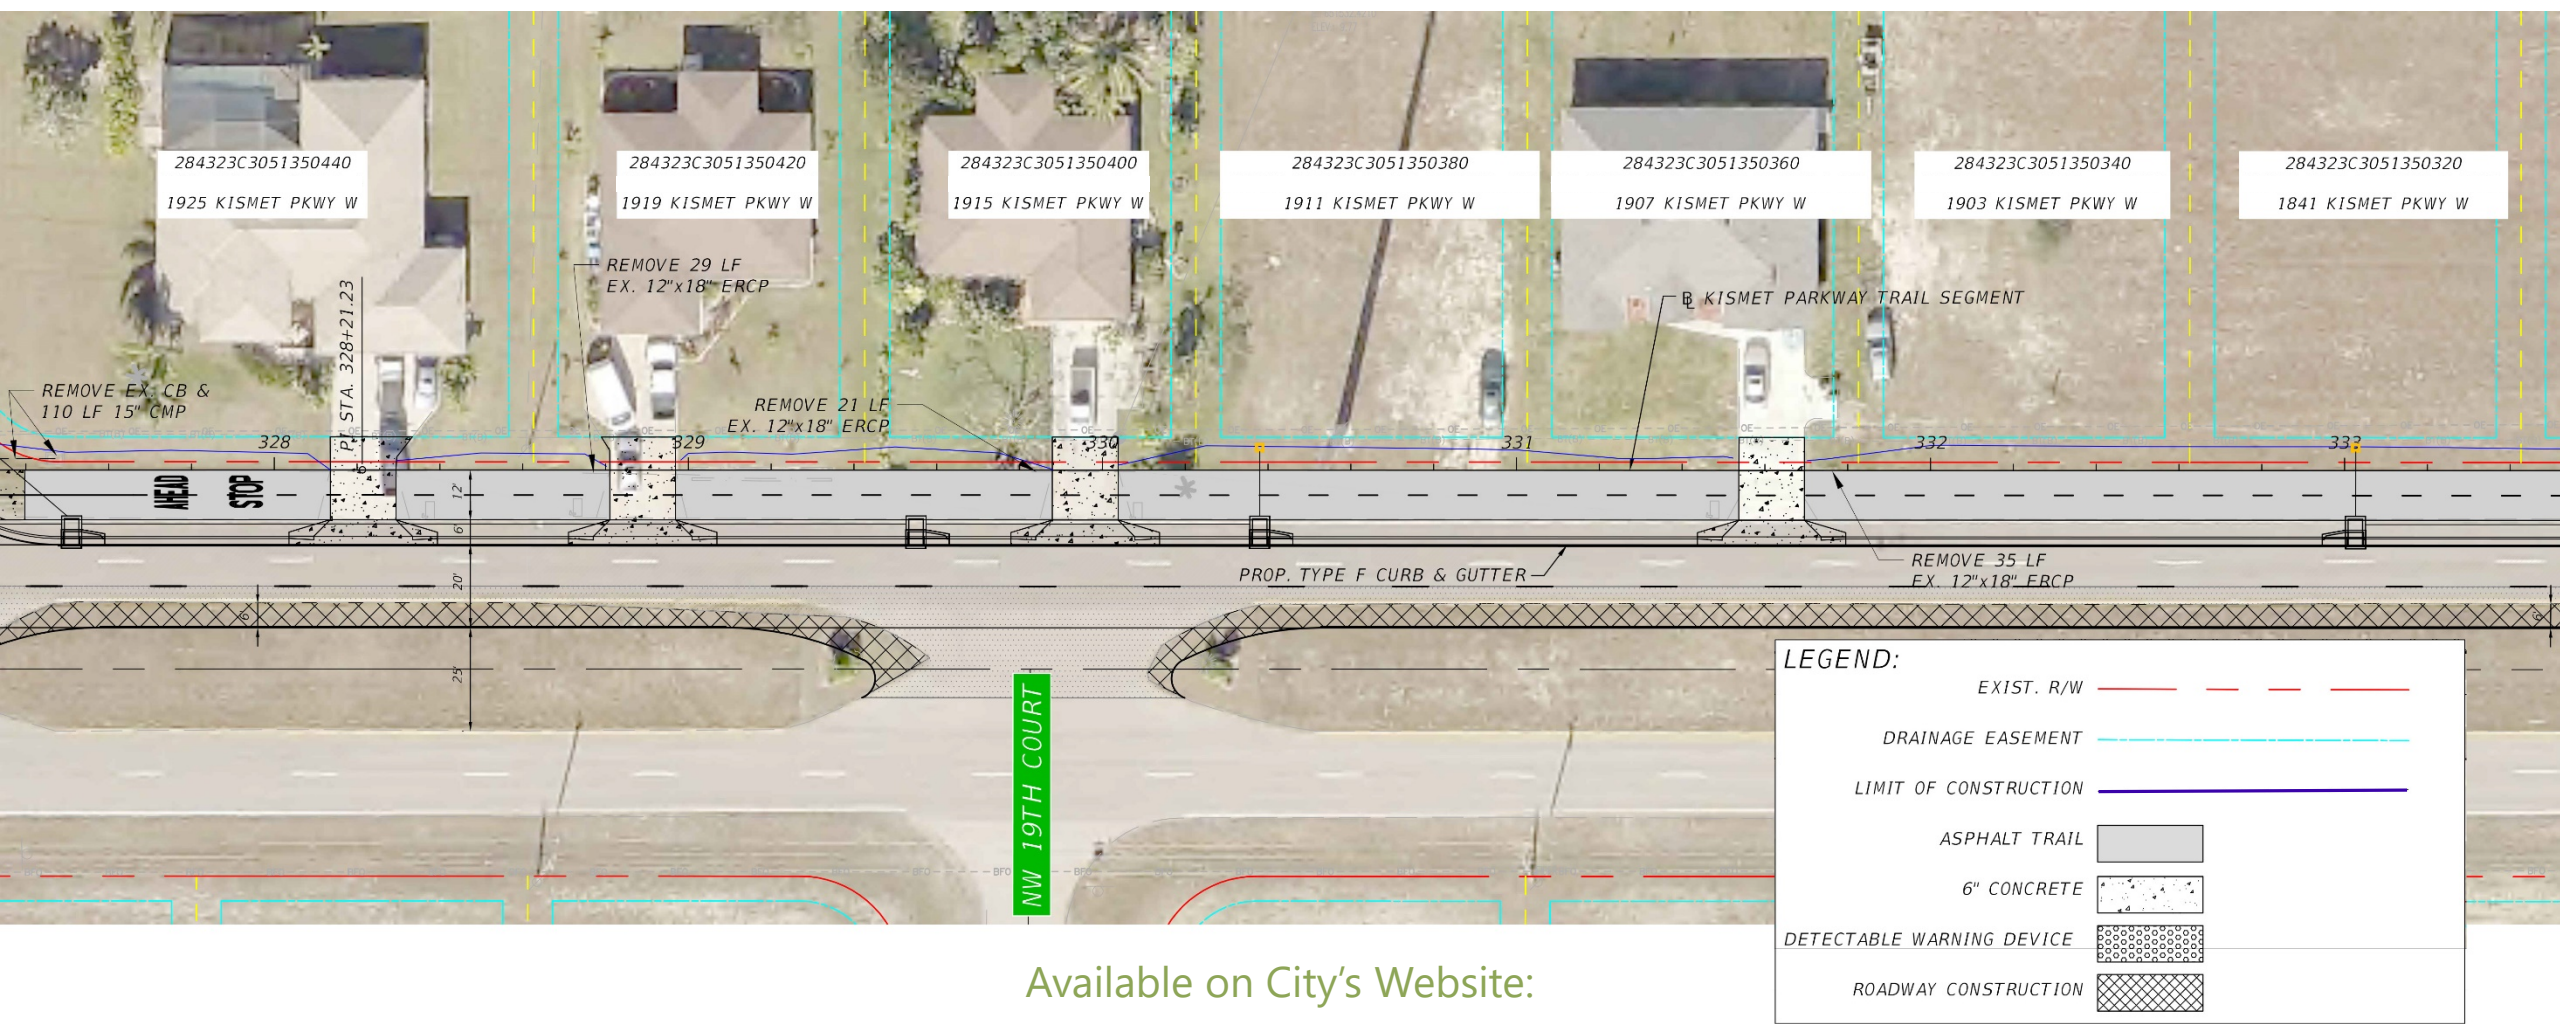 284323C3051350440
1925 KISMET PKWY W
284323C3051350420
1919 KISMET PKWY W
284323C3051350400
1915 KISMET PKWY W
284323C3051350380
1911 KISMET PKWY W
284323C3051350360
1907 KISMET PKWY W
284323C3051350340
1903 KISMET PKWY W
284323C3051350320
1841 KISMET PKWY W
REMOVE 29 LF
EX. 12"x18" ERCP
PI STA. 328+21.23
BL KISMET PARKWAY TRAIL SEGMENT
REMOVE EX. CB &
110 LF 15" CMP
REMOVE 21 LF
EX. 12"x18" ERCP
328
329
330
331
332
333
AHEAD
STOP
12'
6'
20'
6'
25'
6'
PROP. TYPE F CURB & GUTTER
REMOVE 35 LF
EX. 12"x18" ERCP
NW 19TH COURT
BFO
BFO
LEGEND:
EXIST. R/W
DRAINAGE EASEMENT
LIMIT OF CONSTRUCTION
ASPHALT TRAIL
6" CONCRETE
DETECTABLE WARNING DEVICE
ROADWAY CONSTRUCTION
Available on City's Website: